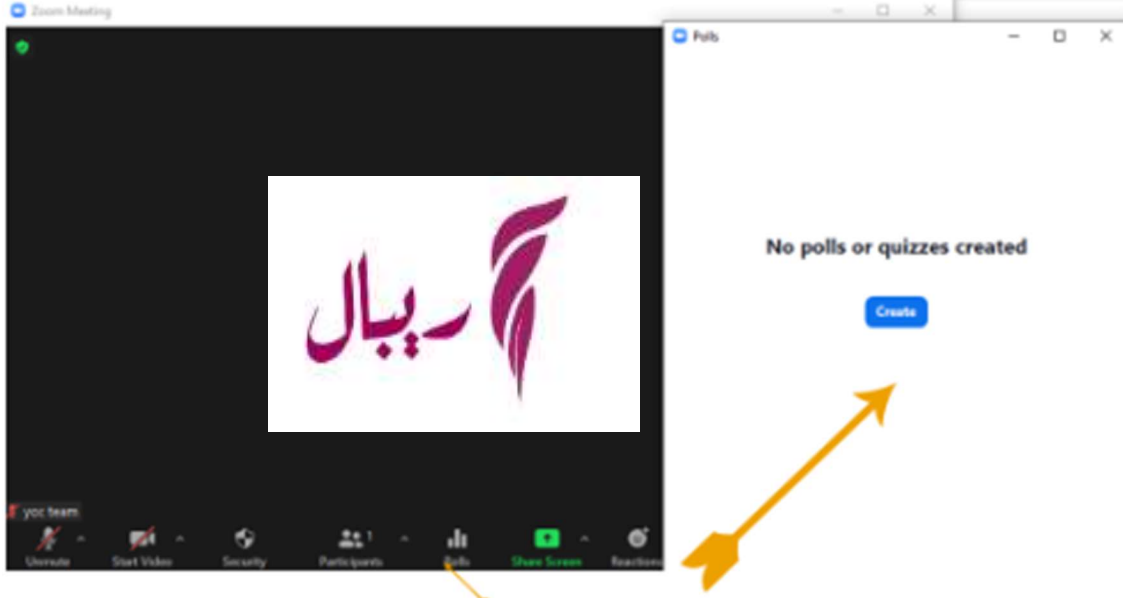 Zoom Meeting
Polls
No polls or quizzes created
Create
ریبال
yoc team
Unmute
Start Video
Security
Participants
1
Polls
Share Screen
Reactions